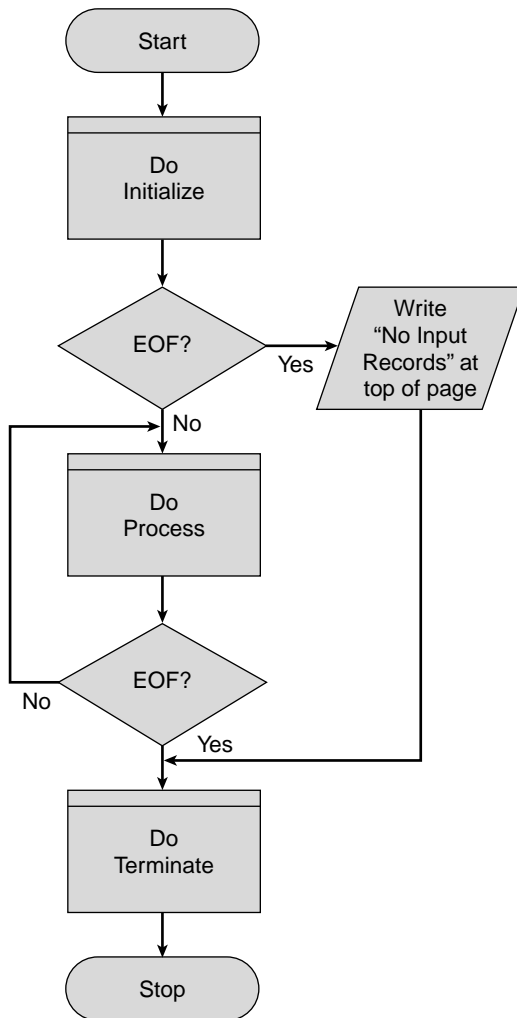 Start
Do
Initialize
EOF?
Yes
Write
“No Input
Records” at
top of page
No
Do
Process
EOF?
No
Yes
Do
Terminate
Stop